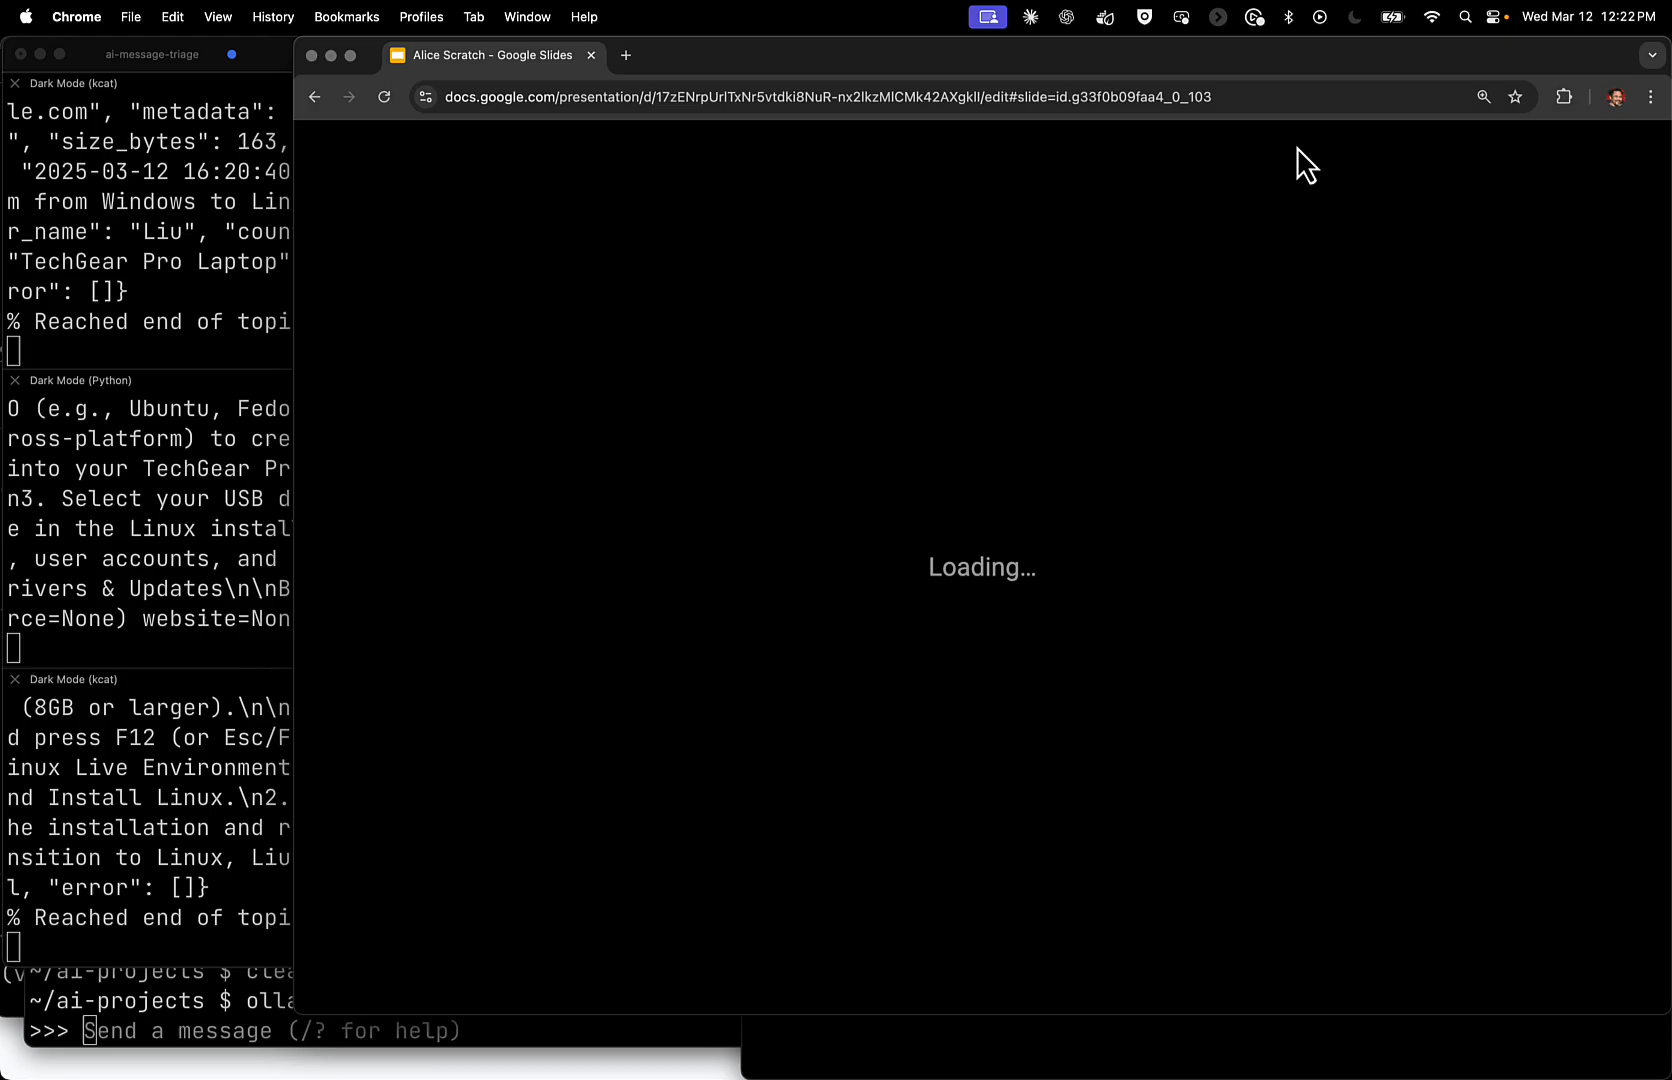 Chrome File Edit View History Bookmarks Profiles Tab Window Help Wed Mar 12 12:22 PM
ai-message-triage
Alice Scratch - Google Slides
docs.google.com/presentation/d/17zENrpUrlTxNr5vtdki8NuR-nx2lkzMlCMk42AXgkll/edit#slide=id.g33f0b09faa4_0_103
Dark Mode (kcat)
le.com", "metadata":
", "size_bytes": 163,
"2025-03-12 16:20:40
m from Windows to Lin
r_name": "Liu", "coun
"TechGear Pro Laptop"
ror": []}
% Reached end of topi
Dark Mode (Python)
O (e.g., Ubuntu, Fedo
ross-platform) to cre
into your TechGear Pr
n3. Select your USB d
e in the Linux instal
, user accounts, and
rivers & Updates\n\nB
rce=None) website=Non
Dark Mode (kcat)
(8GB or larger).\n\n
d press F12 (or Esc/F
inux Live Environment
nd Install Linux.\n2.
he installation and r
nsition to Linux, Liu
l, "error": []}
% Reached end of topi
~/ai-projects $ clea
~/ai-projects $ olla
>>> Send a message (/? for help)
Loading...